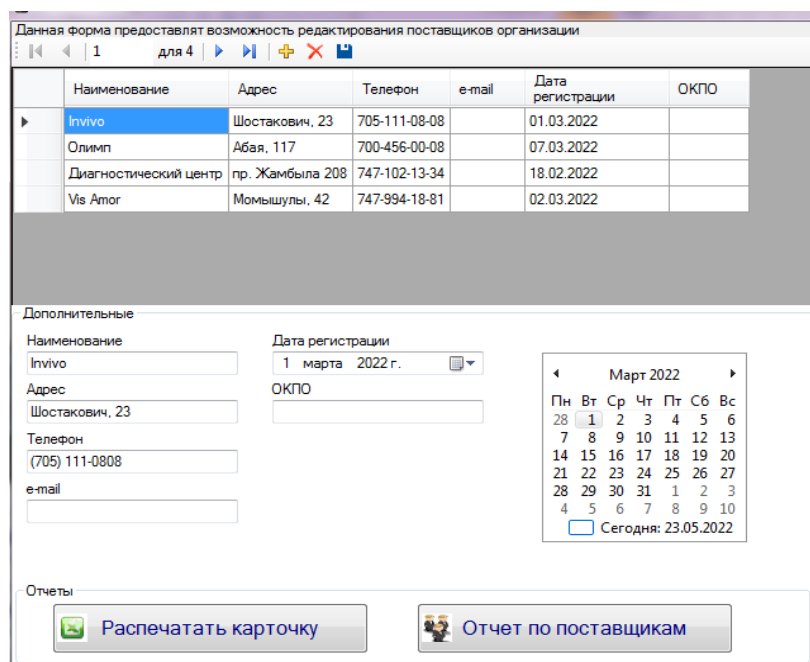 Данная форма предоставлят возможность редактирования поставщиков организации
1 для 4
Наименование Адрес Телефон e-mail Дата регистрации ОКПО
Invivo Шостакович, 23 705-111-08-08 01.03.2022
Олимп Абая, 117 700-456-00-08 07.03.2022
Диагностический центр пр. Жамбыла 208 747-102-13-34 18.02.2022
Vis Amor Момышулы, 42 747-994-18-81 02.03.2022
Дополнительные
Наименование Дата регистрации
Invivo 1 марта 2022 г.
Адрес ОКПО
Шостакович, 23
Телефон
(705) 111-0808
e-mail
Март 2022
Пн Вт Ср Чт Пт Сб Вс
28 1 2 3 4 5 6
7 8 9 10 11 12 13
14 15 16 17 18 19 20
21 22 23 24 25 26 27
28 29 30 31 1 2 3
4 5 6 7 8 9 10
Сегодня: 23.05.2022
Отчеты
Распечатать карточку Отчет по поставщикам